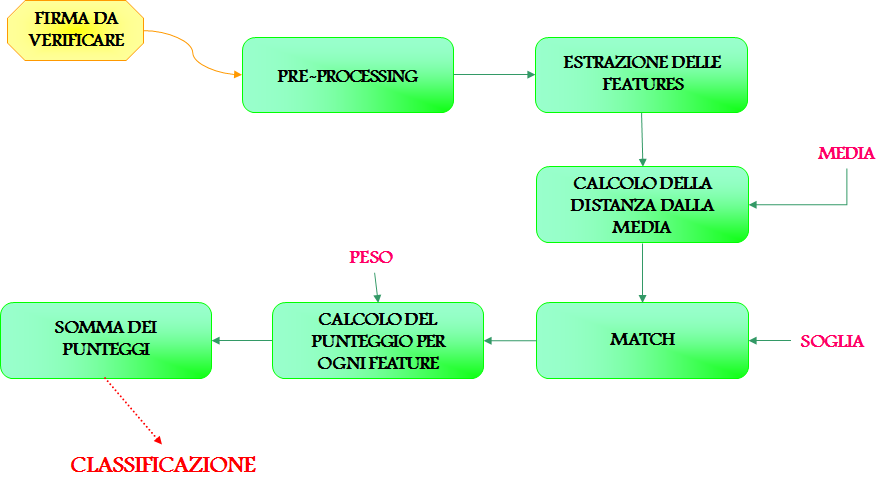 FIRMA DA
VERIFICARE
PRE-PROCESSING
ESTRAZIONE DELLE
FEATURES
MEDIA
CALCOLO DELLA
DISTANZA DALLA
MEDIA
PESO
SOMMA DEI
PUNTEGGI
CALCOLO DEL
PUNTEGGIO PER
OGNI FEATURE
MATCH
SOGLIA
CLASSIFICAZIONE